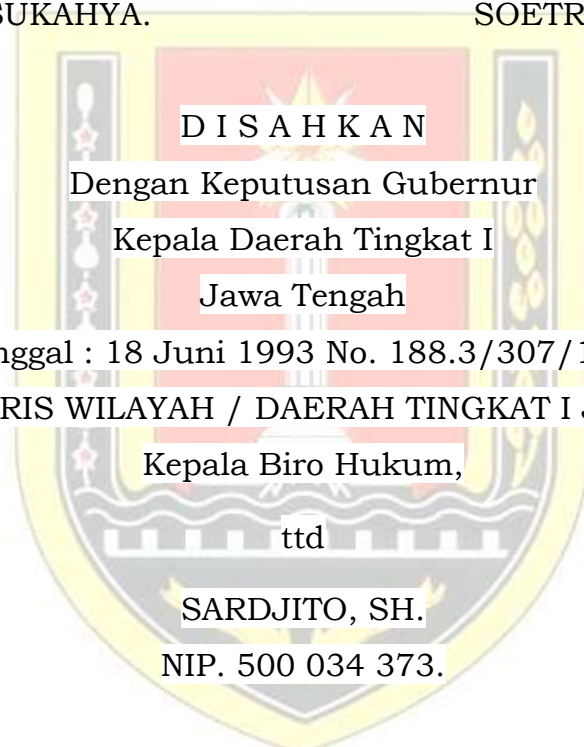 SUKAHYA. SOETR
D I S A H K A N
Dengan Keputusan Gubernur
Kepala Daerah Tingkat I
Jawa Tengah
nggal : 18 Juni 1993 No. 188.3/307/1
RIS WILAYAH / DAERAH TINGKAT I J
Kepala Biro Hukum,
ttd
SARDJITO, SH.
NIP. 500 034 373.